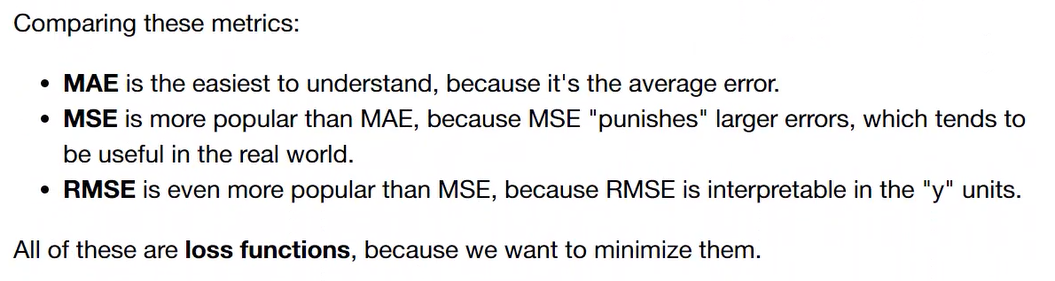 Comparing these metrics:
• MAE is the easiest to understand, because it's the average error.
• MSE is more popular than MAE, because MSE "punishes" larger errors, which tends to
be useful in the real world.
• RMSE is even more popular than MSE, because RMSE is interpretable in the "y" units.
All of these are loss functions, because we want to minimize them.